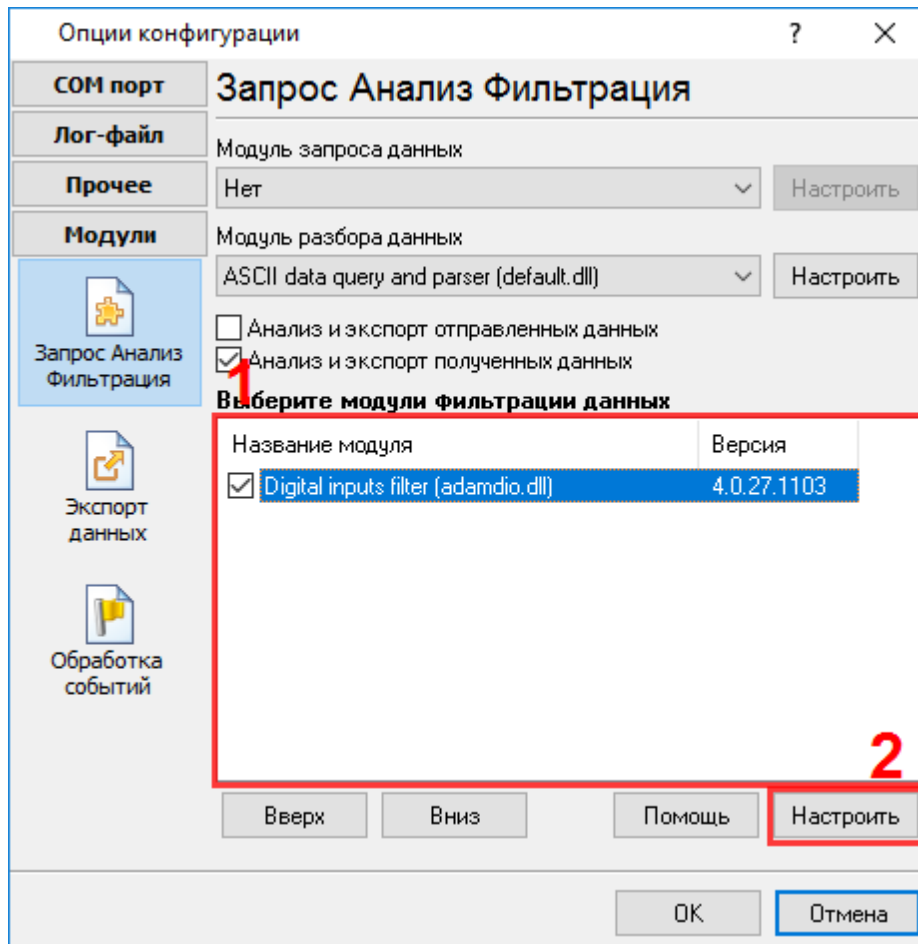 Опции конфигурации
?
COM порт
Лог-файл
Прочее
Модули
Запрос Анализ
Фильтрация
Экспорт
данных
Обработка
событий
Запрос Анализ Фильтрация
Модуль запроса данных
Нет
Настроить
Модуль разбора данных
ASCII data query and parser (default.dll)
Настроить
Анализ и экспорт отправленных данных
Анализ и экспорт полученных данных
1
Выберите модули фильтрации данных
Название модуля Версия
Digital inputs filter (adamdio.dll) 4.0.27.1103
2
Вверх Вниз Помощь Настроить
OK Отмена